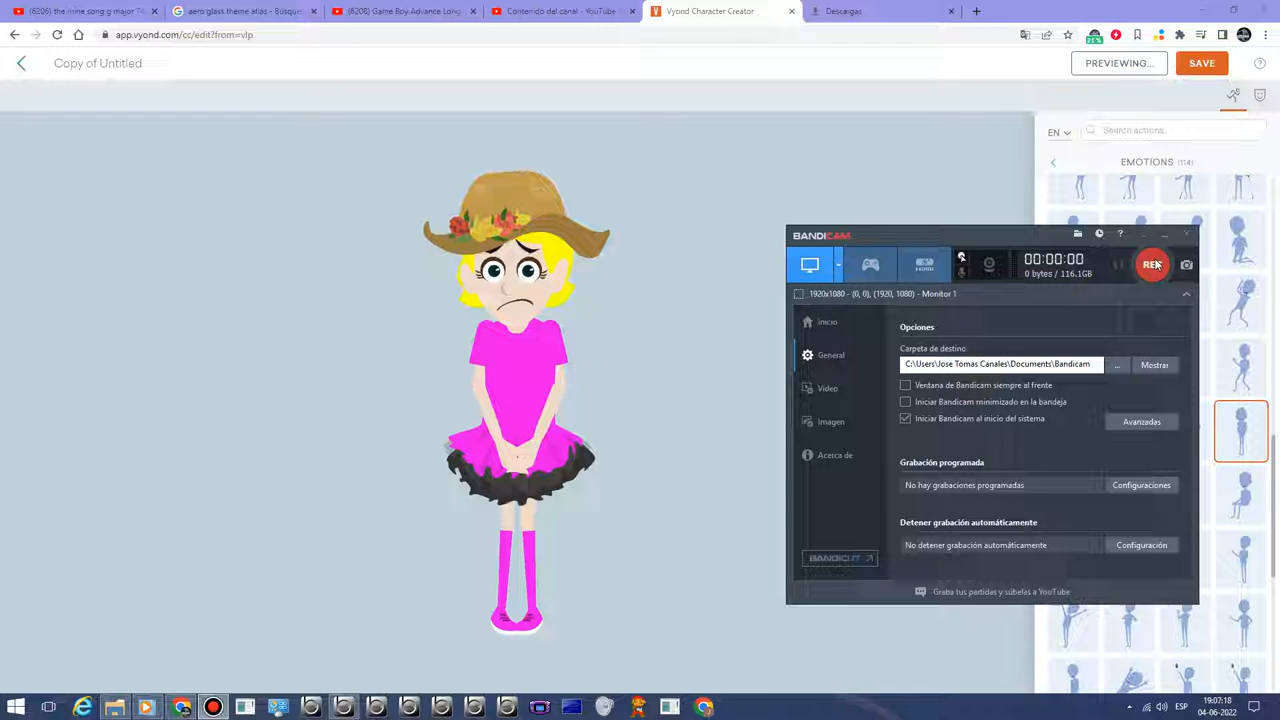 (6206) the mine song g major 74
aero glass theme atlas - Búsque
(6208) Game Boy Advance Long
Contenido del canal - YouTube
Vyond Character Creator
Descargas
app.vyond.com/cc/edit?from=vlp
21%
Copy of Untitled
PREVIEWING...
SAVE
EN
Search actions...
EMOTIONS (114)
BANDICAM
HDMI
00:00:00
0 bytes / 116.1GB
REC
1920x1080 - (0, 0), (1920, 1080) - Monitor 1
Inicio
General
Video
Imagen
Acerca de
BANDICUT
Opciones
Carpeta de destino
C:\Users\Jose Tomas Canales\Documents\Bandicam
...
Mostrar
Ventana de Bandicam siempre al frente
Iniciar Bandicam minimizado en la bandeja
Iniciar Bandicam al inicio del sistema
Avanzadas
Grabación programada
No hay grabaciones programadas
Configuraciones
Detener grabación automáticamente
No detener grabación automáticamente
Configuración
Graba tus partidas y súbelas a YouTube
ESP
19:07:18
04-06-2022